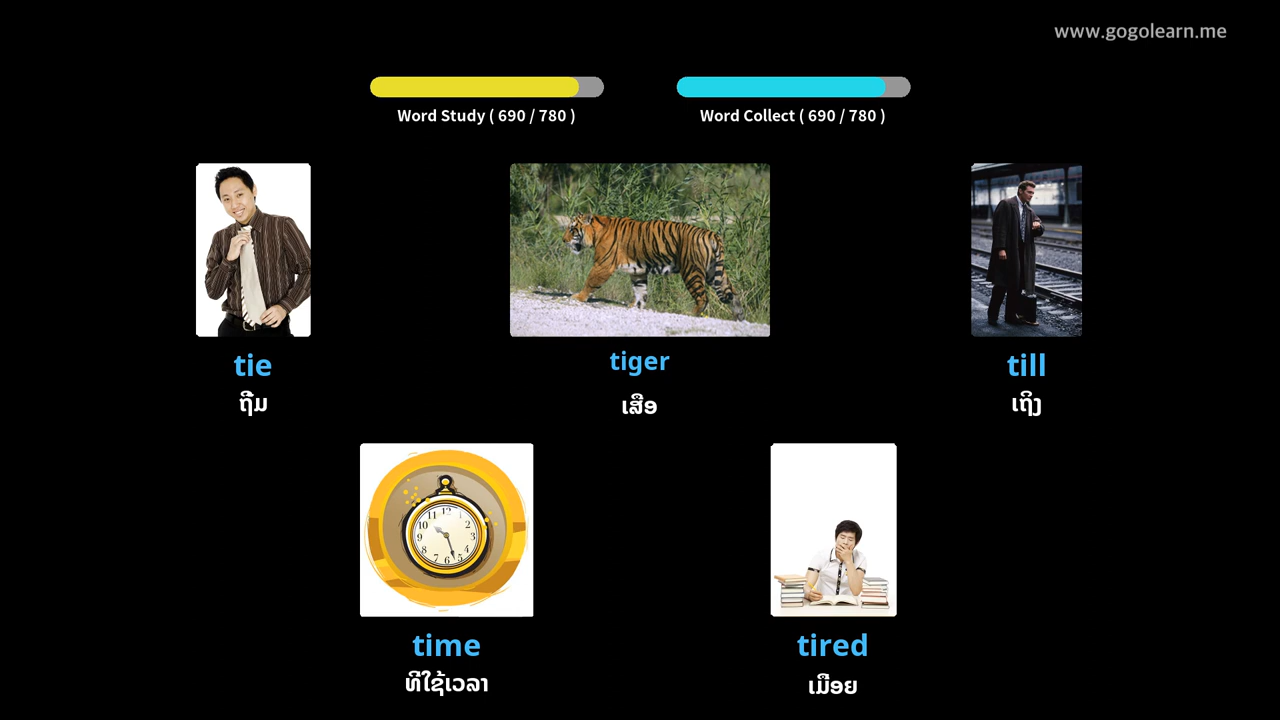 www.gogolearn.me
Word Study ( 690 / 780 )
Word Collect ( 690 / 780 )
tie
ຖິ້ມ
tiger
ເສືອ
till
ເຖິງ
time
ທີໃຊ້ເວລາ
tired
ເມື່ອຍ